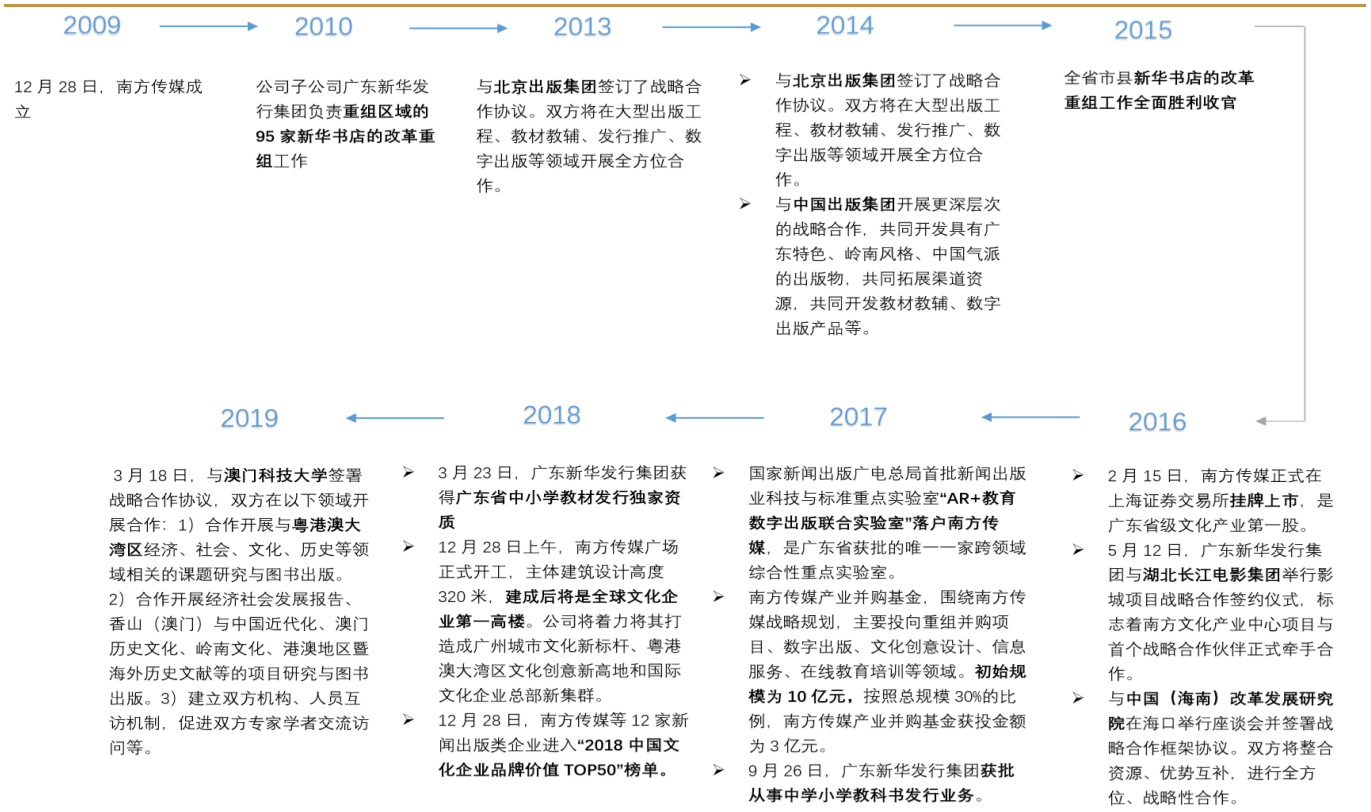 2009
12 月 28 日，南方传媒成
立
2010
公司子公司广东新华发
行集团负责重组区域的
95 家新华书店的改革重
组工作
2013
与北京出版集团签订了战略合
作协议。双方将在大型出版工
程、教材教辅、发行推广、数
字出版等领域开展全方位合
作。
2014
➢ 与北京出版集团签订了战略合
作协议。双方将在大型出版工
程、教材教辅、发行推广、数
字出版等领域开展全方位合
作。
➢ 与中国出版集团开展更深层次
的战略合作，共同开发具有广
东特色、岭南风格、中国气派
的出版物，共同拓展渠道资
源，共同开发教材教辅、数字
出版产品等。
2015
全省市县新华书店的改革
重组工作全面胜利收官
2016
➢ 2 月 15 日，南方传媒正式在
上海证券交易所挂牌上市，是
广东省级文化产业第一股。
➢ 5 月 12 日，广东新华发行集
团与湖北长江电影集团举行影
城项目战略合作签约仪式，标
志着南方文化产业中心项目与
首个战略合作伙伴正式牵手合
作。
➢ 与中国（海南）改革发展研究
院在海口举行座谈会并签署战
略合作框架协议。双方将整合
资源、优势互补，进行全方
位、战略性合作。
2017
➢ 国家新闻出版广电总局首批新闻出版
业科技与标准重点实验室“AR+教育
数字出版联合实验室”落户南方传
媒，是广东省获批的唯一一家跨领域
综合性重点实验室。
➢ 南方传媒产业并购基金，围绕南方传
媒战略规划，主要投向重组并购项
目、数字出版、文化创意设计、信息
服务、在线教育培训等领域。初始规
模为 10 亿元，按照总规模 30%的比
例，南方传媒产业并购基金获投金额
为 3 亿元。
➢ 9 月 26 日，广东新华发行集团获批
从事中学小学教科书发行业务。
2018
➢ 3 月 23 日，广东新华发行集团获
得广东省中小学教材发行独家资
质
➢ 12 月 28 日上午，南方传媒广场
正式开工，主体建筑设计高度
320 米，建成后将是全球文化企
业第一高楼。公司将着力将其打
造成广州城市文化新标杆、粤港
澳大湾区文化创意新高地和国际
文化企业总部新集群。
➢ 12 月 28 日，南方传媒等 12 家新
闻出版类企业进入“2018 中国文
化企业品牌价值 TOP50”榜单。
2019
3 月 18 日，与澳门科技大学签署
战略合作协议，双方在以下领域开
展合作：1）合作开展与粤港澳大
湾区经济、社会、文化、历史等领
域相关的课题研究与图书出版。
2）合作开展经济社会发展报告、
香山（澳门）与中国近代化、澳门
历史文化、岭南文化、港澳地区暨
海外历史文献等的项目研究与图书
出版。3）建立双方机构、人员互
访机制，促进双方专家学者交流访
问等。